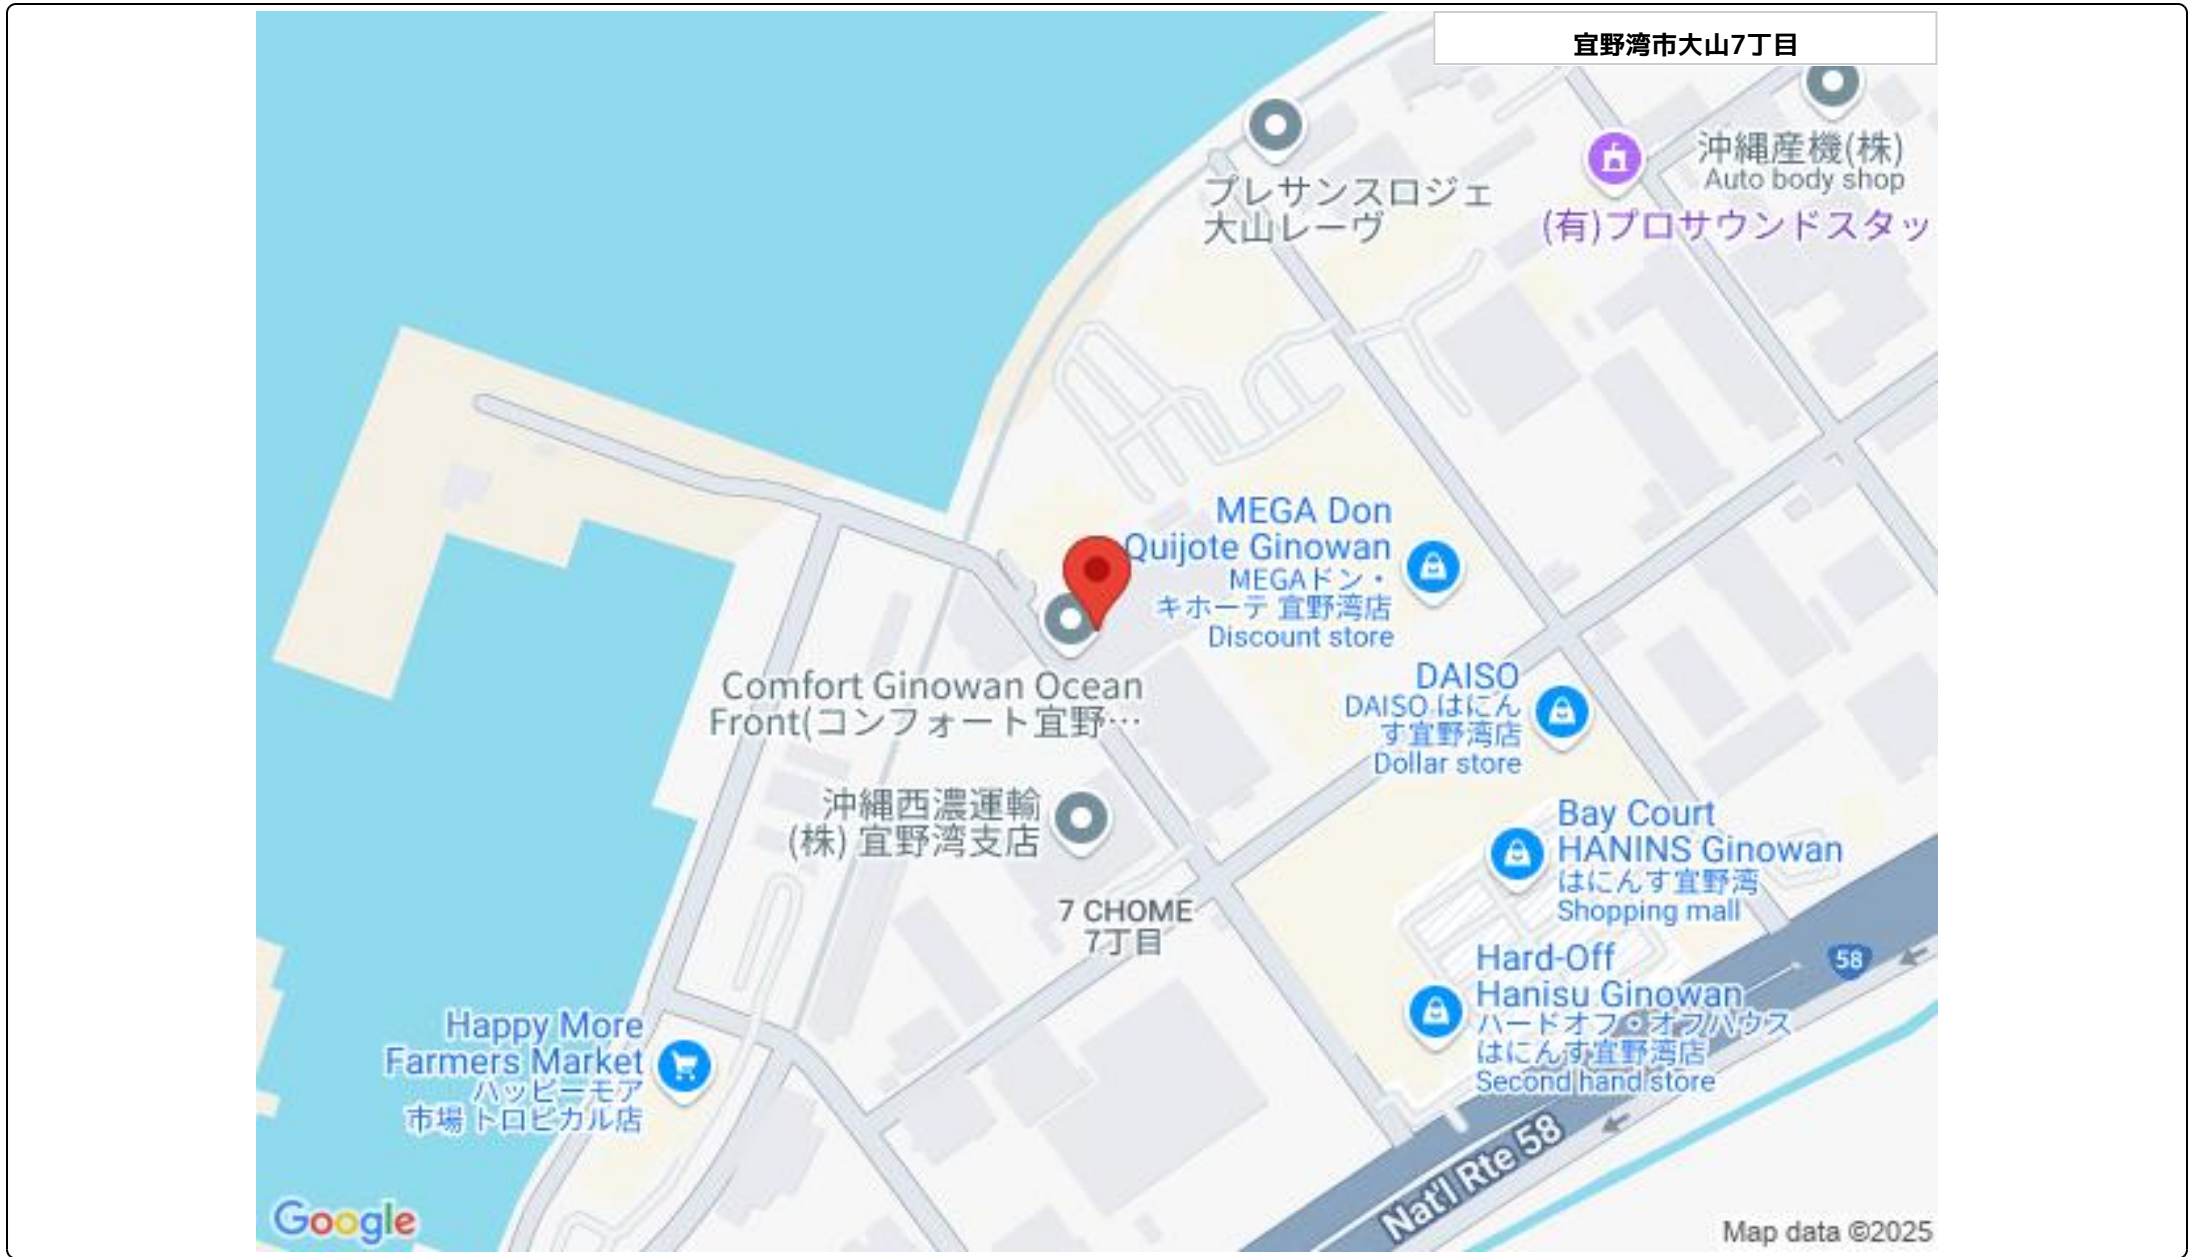 宜野湾市大山7丁目
プレサンスロジェ
大山レーヴ
沖縄産機(株)
Auto body shop
(有)プロサウンドスタッ
MEGA Don
Quijote Ginowan
MEGAドン・
キホーテ 宜野湾店
Discount store
Comfort Ginowan Ocean
Front(コンフォート宜野…
DAISO
DAISO はにん
す宜野湾店
Dollar store
沖縄西濃運輸
(株) 宜野湾支店
Bay Court
HANINS Ginowan
はにんす宜野湾
Shopping mall
7 CHOME
7丁目
58
Hard-Off
Hanisu Ginowan
ハードオフ・オフハウス
はにんす宜野湾店
Second hand store
Happy More
Farmers Market
ハッピーモア
市場 トロピカル店
Nat'l Rte 58
Google
Map data ©2025